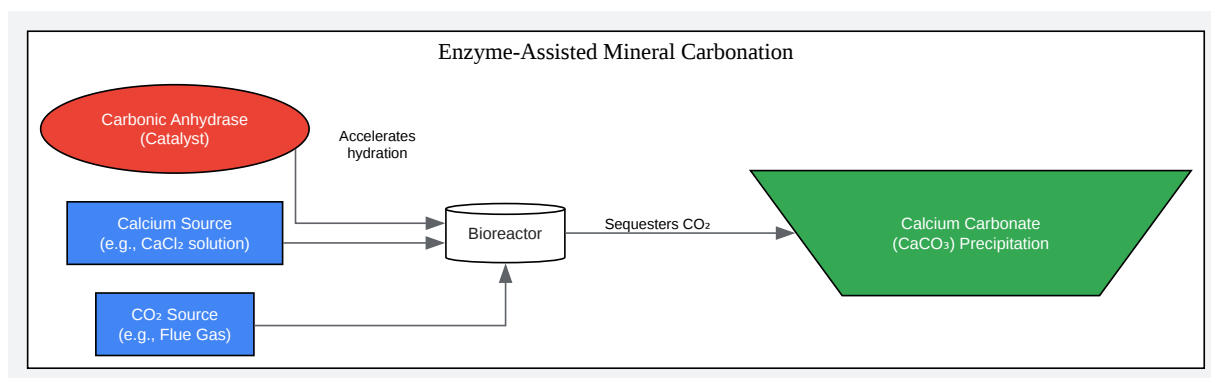 Enzyme-Assisted Mineral Carbonation
Carbonic Anhydrase
(Catalyst)
Accelerates
hydration
Calcium Source
(e.g., CaCl₂ solution)
Bioreactor
Sequesters CO₂
Calcium Carbonate
(CaCO₃) Precipitation
CO₂ Source
(e.g., Flue Gas)